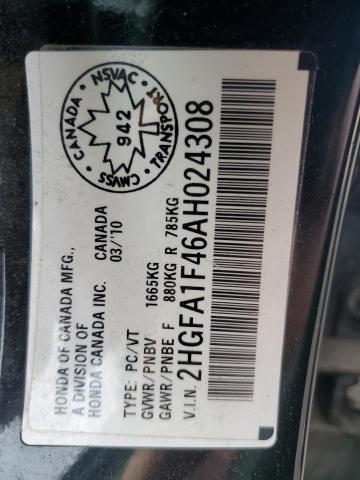 HONDA OF CANADA MFG.,
A DIVISION OF
HONDA CANADA INC. CANADA
03/'10
TYPE: PC/VT
GVWR/PNBV 1665KG
GAWR/PNBE F 880KG R 785KG
V.I.N. 2HGFA1F46AH024308
CANADA NSVAC TRANSPORT CMVSS
942